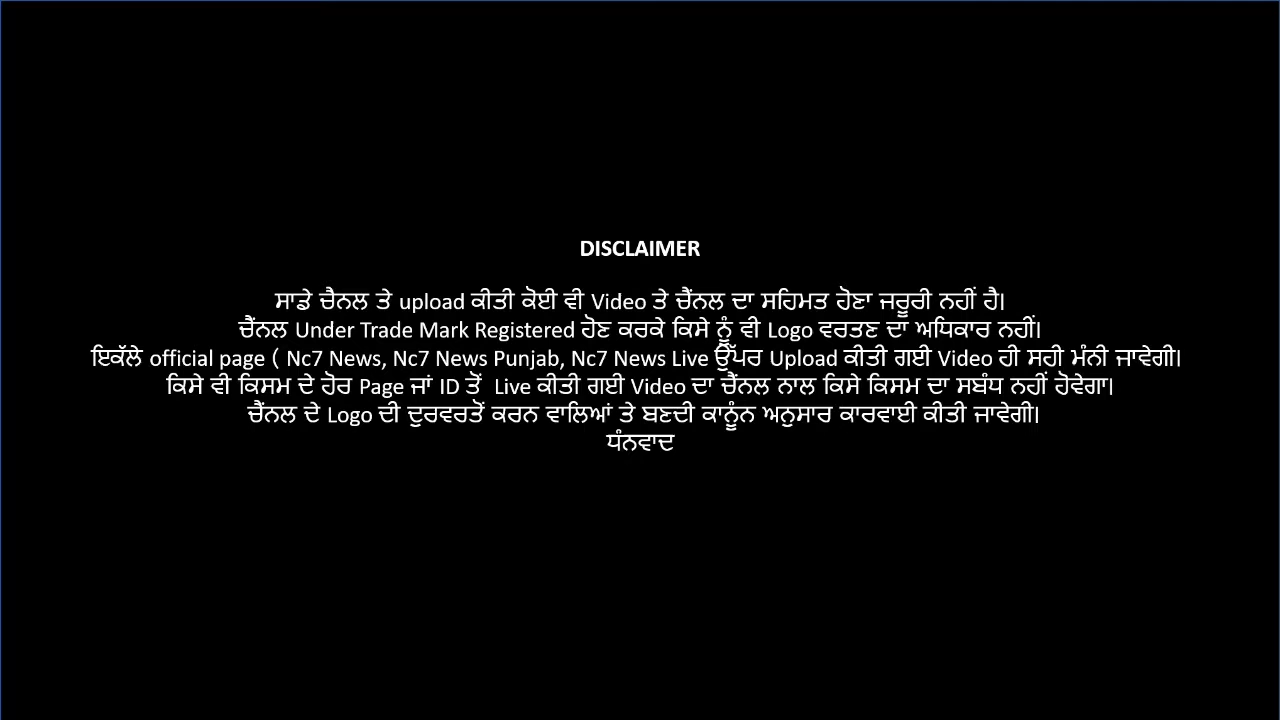 DISCLAIMER
ਸਾਡੇ ਚੈਨਲ ਤੇ upload ਕੀਤੀ ਕੋਈ ਵੀ Video ਤੇ ਚੈਂਨਲ ਦਾ ਸਹਿਮਤ ਹੋਣਾ ਜਰੂਰੀ ਨਹੀਂ ਹੈ।
ਚੈਂਨਲ Under Trade Mark Registered ਹੋਣ ਕਰਕੇ ਕਿਸੇ ਨੂੰ ਵੀ Logo ਵਰਤਣ ਦਾ ਅਧਿਕਾਰ ਨਹੀਂ।
ਇਕੱਲੇ official page ( Nc7 News, Nc7 News Punjab, Nc7 News Live ਉੱਪਰ Upload ਕੀਤੀ ਗਈ Video ਹੀ ਸਹੀ ਮੰਨੀ ਜਾਵੇਗੀ।
ਕਿਸੇ ਵੀ ਕਿਸਮ ਦੇ ਹੋਰ Page ਜਾਂ ID ਤੋਂ Live ਕੀਤੀ ਗਈ Video ਦਾ ਚੈਂਨਲ ਨਾਲ ਕਿਸੇ ਕਿਸਮ ਦਾ ਸਬੰਧ ਨਹੀਂ ਹੋਵੇਗਾ।
ਚੈਂਨਲ ਦੇ Logo ਦੀ ਦੁਰਵਰਤੋਂ ਕਰਨ ਵਾਲਿਆਂ ਤੇ ਬਣਦੀ ਕਾਨੂੰਨ ਅਨੁਸਾਰ ਕਾਰਵਾਈ ਕੀਤੀ ਜਾਵੇਗੀ।
ਧੰਨਵਾਦ